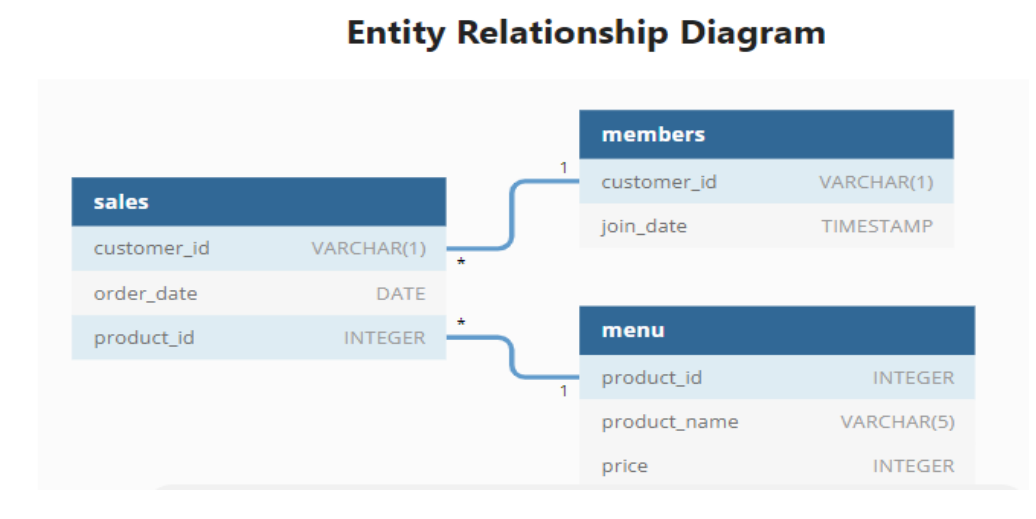 Entity Relationship Diagram
sales
customer_id VARCHAR(1)
order_date DATE
product_id INTEGER
*
*
1
members
customer_id VARCHAR(1)
join_date TIMESTAMP
1
menu
product_id INTEGER
product_name VARCHAR(5)
price INTEGER